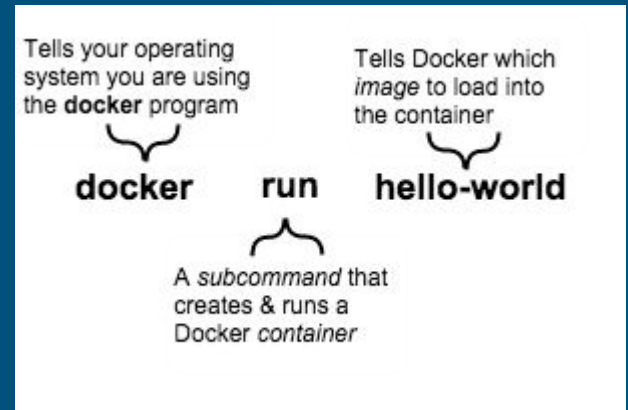 Tells your operating
system you are using
the docker program
Tells Docker which
image to load into
the container
docker run hello-world
A subcommand that
creates & runs a
Docker container